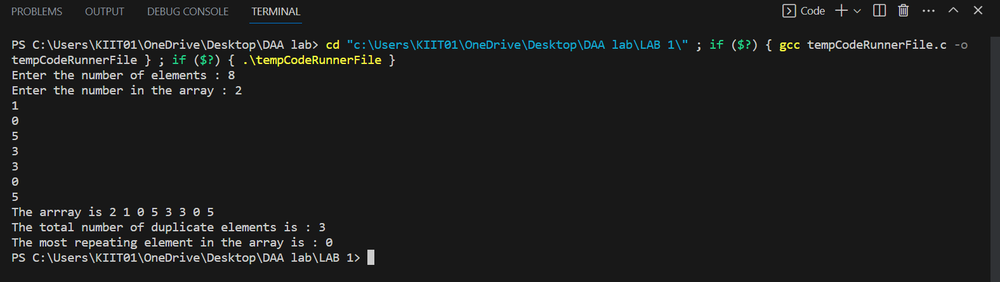 PROBLEMS OUTPUT DEBUG CONSOLE TERMINAL Code
PS C:\Users\KIIT01\OneDrive\Desktop\DAA lab> cd "c:\Users\KIIT01\OneDrive\Desktop\DAA lab\LAB 1\" ; if ($?) { gcc tempCodeRunnerFile.c -o
tempCodeRunnerFile } ; if ($?) { .\tempCodeRunnerFile }
Enter the number of elements : 8
Enter the number in the array : 2
1
0
5
3
3
0
5
The arrray is 2 1 0 5 3 3 0 5
The total number of duplicate elements is : 3
The most repeating element in the array is : 0
PS C:\Users\KIIT01\OneDrive\Desktop\DAA lab\LAB 1>